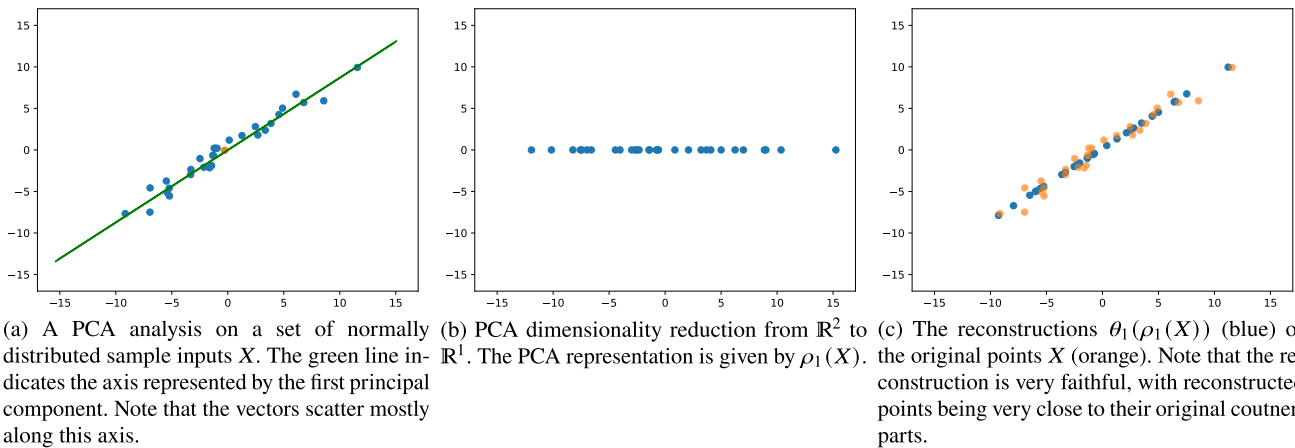 15
10
5
0
−5
−10
−15
−15 −10 −5 0 5 10 15
15
10
5
0
−5
−10
−15
−15 −10 −5 0 5 10 15
15
10
5
0
−5
−10
−15
−15 −10 −5 0 5 10 15
(a) A PCA analysis on a set of normally
distributed sample inputs X. The green line in-
dicates the axis represented by the first principal
component. Note that the vectors scatter mostly
along this axis.
(b) PCA dimensionality reduction from ℝ² to
ℝ¹. The PCA representation is given by ρ₁(X).
(c) The reconstructions θ₁(ρ₁(X)) (blue) o
the original points X (orange). Note that the re
construction is very faithful, with reconstructed
points being very close to their original coutner
parts.